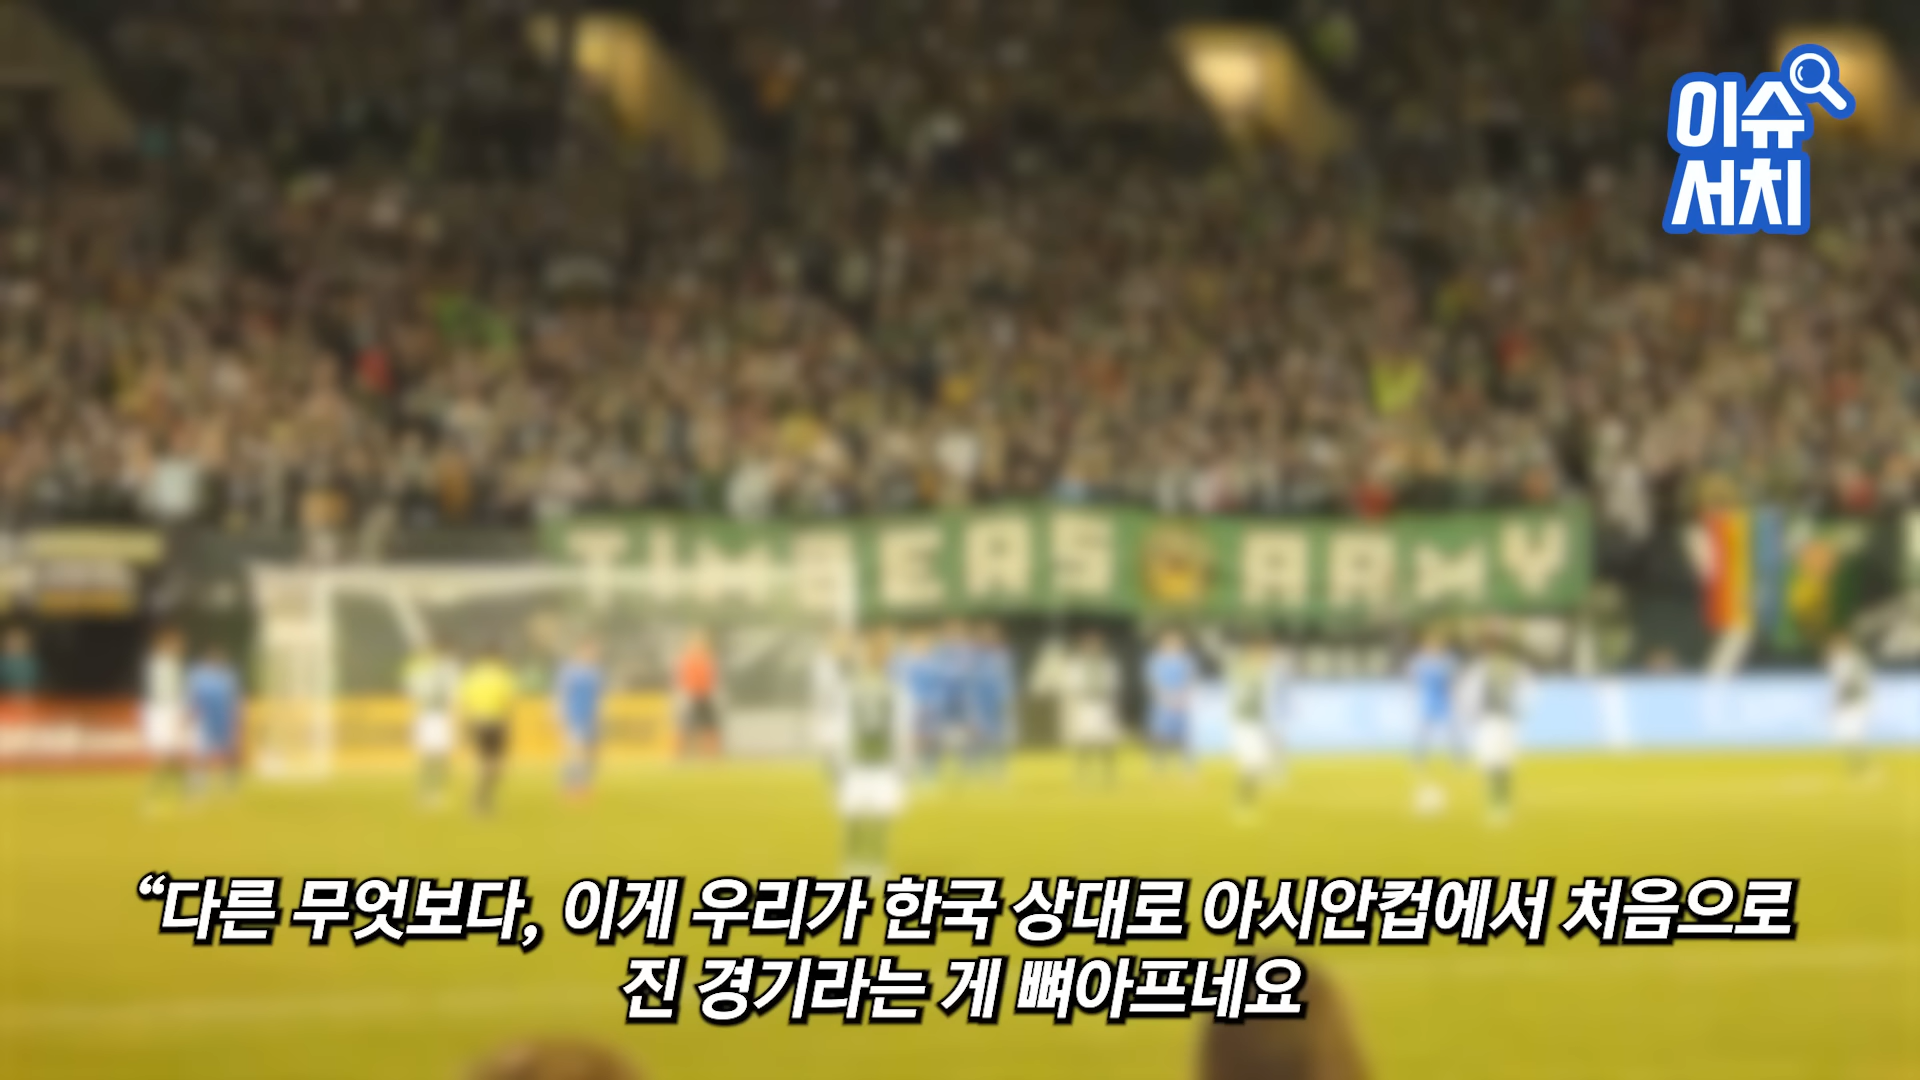 이슈
서치
TIMBERS ARMY
“다른 무엇보다, 이게 우리가 한국 상대로 아시안컵에서 처음으로
진 경기라는 게 뼈아프네요